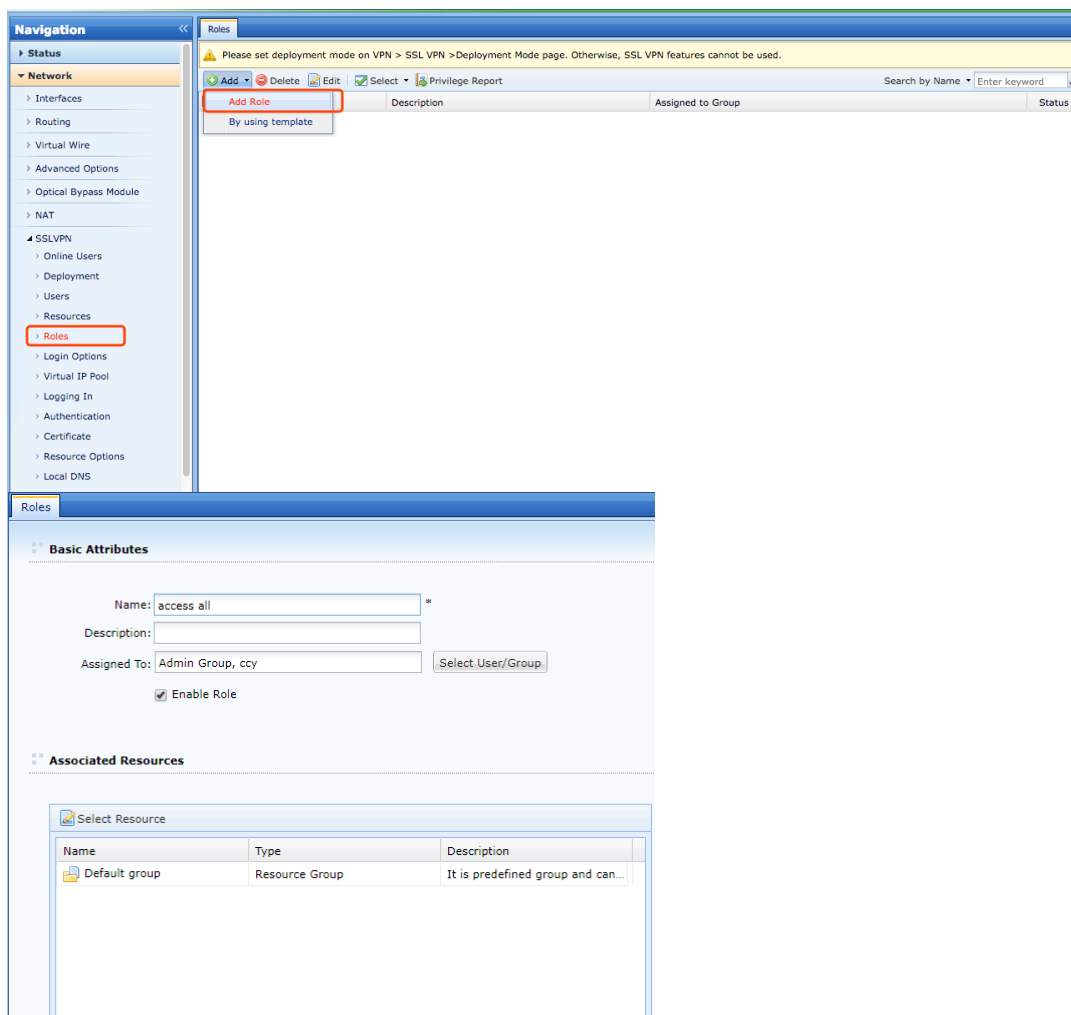 Navigation
Status
Network
Interfaces
Routing
Virtual Wire
Advanced Options
Optical Bypass Module
NAT
SSLVPN
Online Users
Deployment
Users
Resources
Roles
Login Options
Virtual IP Pool
Logging In
Authentication
Certificate
Resource Options
Local DNS
Roles
Please set deployment mode on VPN > SSL VPN >Deployment Mode page. Otherwise, SSL VPN features cannot be used.
Add Delete Edit Select Privilege Report Search by Name Enter keyword
Description Assigned to Group Status
Add Role
By using template
Roles
Basic Attributes
Name: access all *
Description:
Assigned To: Admin Group, ccy Select User/Group
Enable Role
Associated Resources
Select Resource
Name Type Description
Default group Resource Group It is predefined group and can...